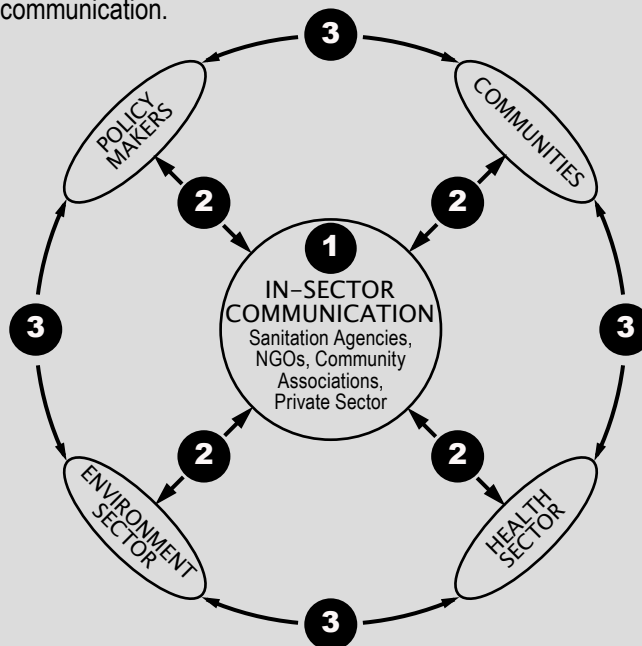 communication.
3
POLICY
MAKERS
COMMUNITIES
2
2
1
IN-SECTOR
COMMUNICATION
Sanitation Agencies,
NGOs, Community
Associations,
Private Sector
3
3
2
2
ENVIRONMENT
SECTOR
HEALTH
SECTOR
3